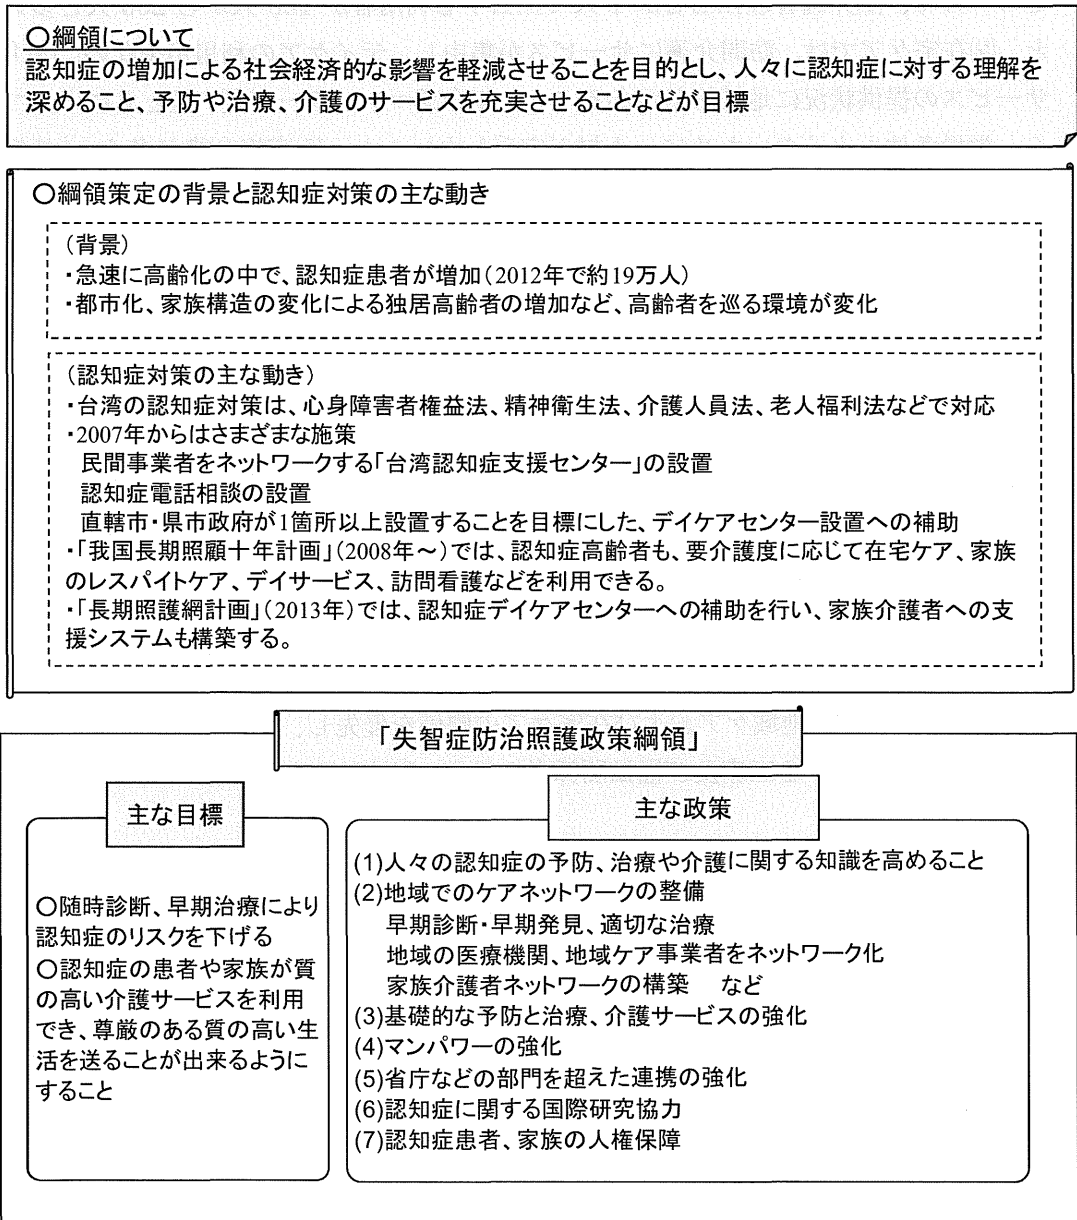 〇綱領について
認知症の増加による社会経済的な影響を軽減させることを目的とし、人々に認知症に対する理解を
深めること、予防や治療、介護のサービスを充実させることなどが目標
〇綱領策定の背景と認知症対策の主な動き
(背景)
・急速に高齢化の中で、認知症患者が増加(2012年で約19万人)
・都市化、家族構造の変化による独居高齢者の増加など、高齢者を巡る環境が変化
(認知症対策の主な動き)
・台湾の認知症対策は、心身障害者権益法、精神衛生法、介護人員法、老人福利法などで対応
・2007年からはさまざまな施策
民間事業者をネットワークする「台湾認知症支援センター」の設置
認知症電話相談の設置
直轄市・県市政府が1箇所以上設置することを目標にした、デイケアセンター設置への補助
・「我国長期照顧十年計画」(2008年~)では、認知症高齢者も、要介護度に応じて在宅ケア、家族
のレスパイトケア、デイサービス、訪問看護などを利用できる。
・「長期照護網計画」(2013年)では、認知症デイケアセンターへの補助を行い、家族介護者への支
援システムも構築する。
「失智症防治照護政策綱領」
主な目標
〇随時診断、早期治療により
認知症のリスクを下げる
〇認知症の患者や家族が質
の高い介護サービスを利用
でき、尊厳のある質の高い生
活を送ることが出来るように
すること
主な政策
(1)人々の認知症の予防、治療や介護に関する知識を高めること
(2)地域でのケアネットワークの整備
早期診断・早期発見、適切な治療
地域の医療機関、地域ケア事業者をネットワーク化
家族介護者ネットワークの構築 など
(3)基礎的な予防と治療、介護サービスの強化
(4)マンパワーの強化
(5)省庁などの部門を超えた連携の強化
(6)認知症に関する国際研究協力
(7)認知症患者、家族の人権保障